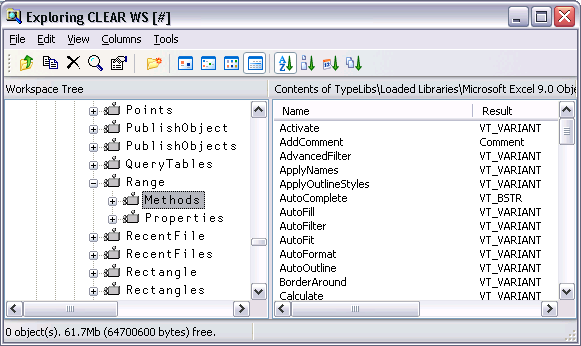 Exploring CLEAR WS [#]
File Edit View Columns Tools
Workspace Tree
Contents of TypeLibs\Loaded Libraries\Microsoft Excel 9.0 Obje
Points
PublishObject
PublishObjects
QueryTables
Range
Methods
Properties
RecentFile
RecentFiles
Rectangle
Rectangles
Name Result
Activate VT_VARIANT
AddComment Comment
AdvancedFilter VT_VARIANT
ApplyNames VT_VARIANT
ApplyOutlineStyles VT_VARIANT
AutoComplete VT_BSTR
AutoFill VT_VARIANT
AutoFilter VT_VARIANT
AutoFit VT_VARIANT
AutoFormat VT_VARIANT
AutoOutline VT_VARIANT
BorderAround VT_VARIANT
Calculate VT_VARIANT
0 object(s). 61.7Mb (64700600 bytes) free.